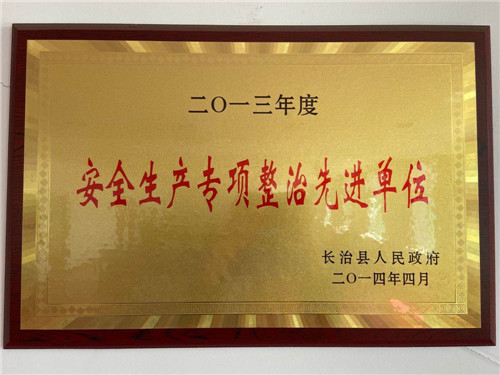 二〇一三年度
安全生产专项整治先进单位
长治县人民政府
二〇一四年四月